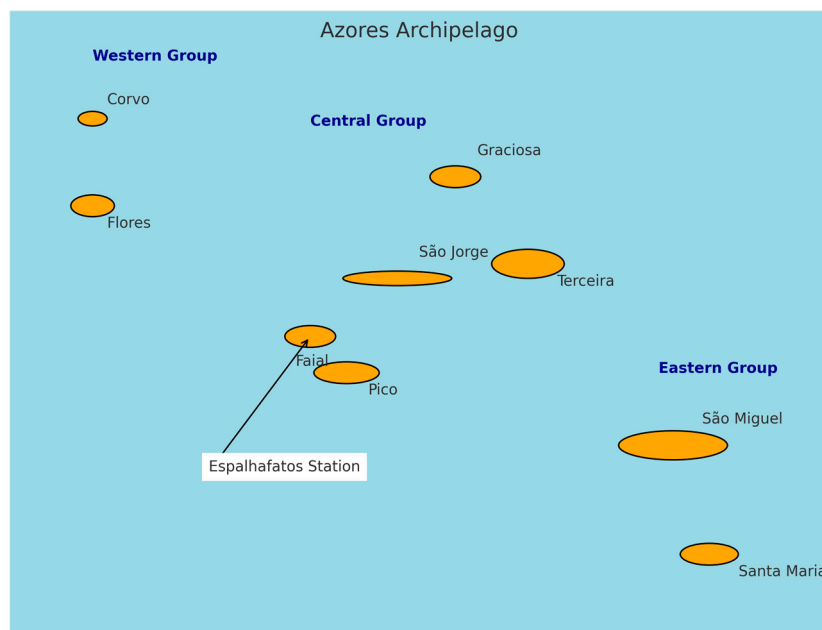 Azores Archipelago
Western Group
Corvo
Central Group
Graciosa
Flores
São Jorge
Terceira
Faial
Pico
Eastern Group
São Miguel
Espalhafatos Station
Santa Maria